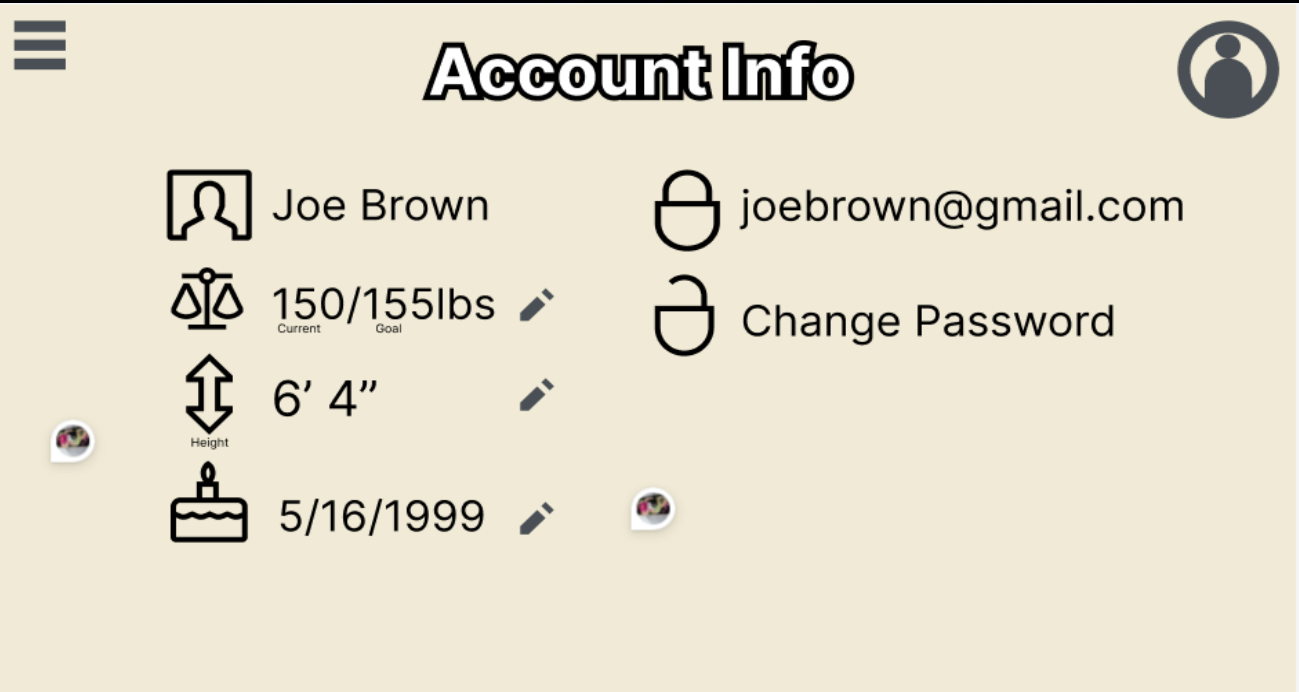 Account Info
Joe Brown
150/155lbs
Current Goal
6’ 4”
Height
5/16/1999
joebrown@gmail.com
Change Password